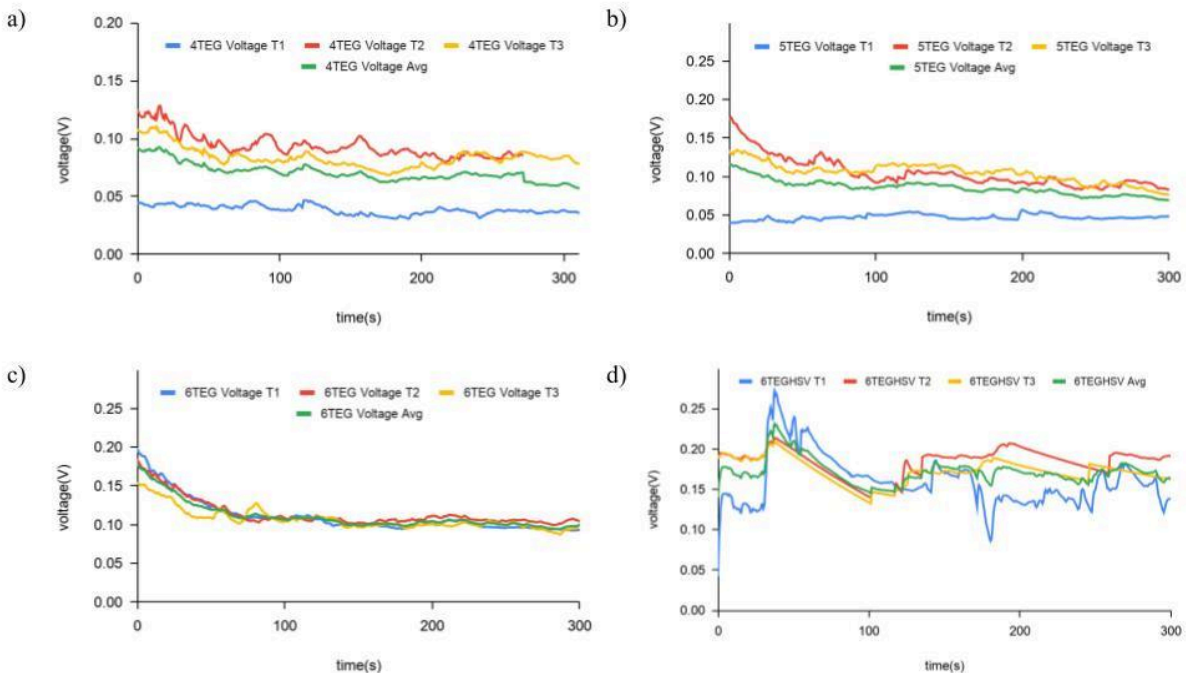 a)
0.20
4TEG Voltage T1 4TEG Voltage T2 4TEG Voltage T3
4TEG Voltage Avg
0.15
0.10
0.05
0.00
voltage(V)
0 100 200 300
time(s)
b)
5TEG Voltage T1 5TEG Voltage T2 5TEG Voltage T3
5TEG Voltage Avg
0.25
0.20
0.15
0.10
0.05
0.00
voltage(V)
0 100 200 300
time(s)
c)
6TEG Voltage T1 6TEG Voltage T2 6TEG Voltage T3
6TEG Voltage Avg
0.25
0.20
0.15
0.10
0.05
0.00
voltage(V)
0 100 200 300
time(s)
d)
6TEGHSV T1 6TEGHSV T2 6TEGHSV T3 6TEGHSV Avg
0.25
0.20
0.15
0.10
0.05
0.00
voltage(V)
0 100 200 300
time(s)